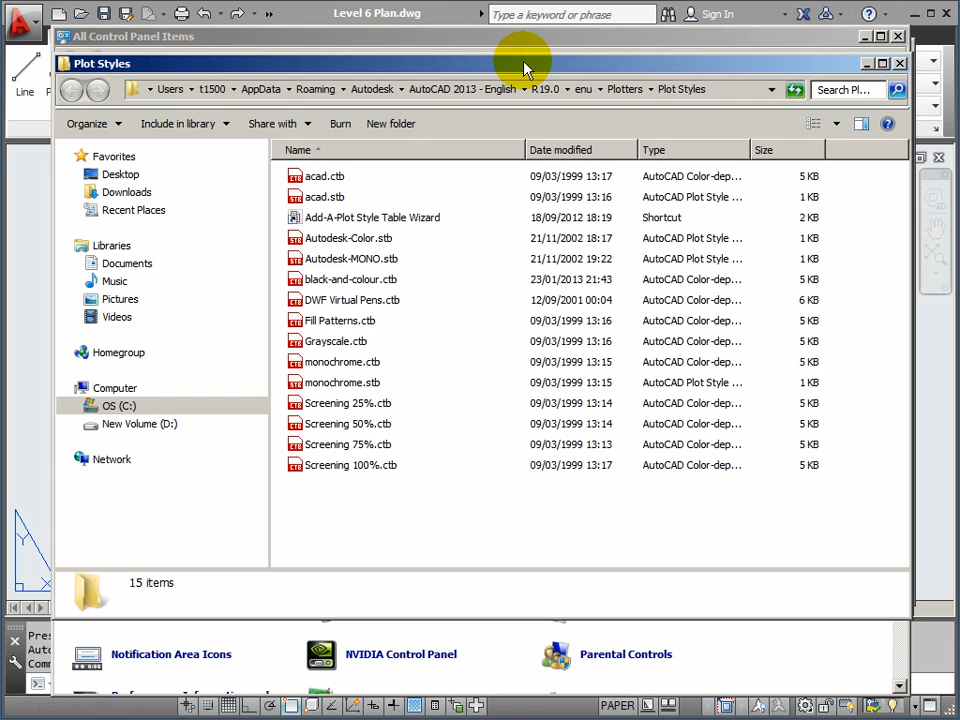 Level 6 Plan.dwg
Type a keyword or phrase
Sign In
All Control Panel Items
Line
Plot Styles
Users
t1500
AppData
Roaming
Autodesk
AutoCAD 2013 - English
R19.0
enu
Plotters
Plot Styles
Search Pl...
Organize
Include in library
Share with
Burn
New folder
Favorites
Desktop
Downloads
Recent Places
Libraries
Documents
Music
Pictures
Videos
Homegroup
Computer
OS (C:)
New Volume (D:)
Network
Name Date modified Type Size
acad.ctb 09/03/1999 13:17 AutoCAD Color-dep... 5 KB
acad.stb 09/03/1999 13:16 AutoCAD Plot Style ... 1 KB
Add-A-Plot Style Table Wizard 18/09/2012 18:19 Shortcut 2 KB
Autodesk-Color.stb 21/11/2002 18:17 AutoCAD Plot Style ... 1 KB
Autodesk-MONO.stb 21/11/2002 19:22 AutoCAD Plot Style ... 1 KB
black-and-colour.ctb 23/01/2013 21:43 AutoCAD Color-dep... 5 KB
DWF Virtual Pens.ctb 12/09/2001 00:04 AutoCAD Color-dep... 6 KB
Fill Patterns.ctb 09/03/1999 13:16 AutoCAD Color-dep... 5 KB
Grayscale.ctb 09/03/1999 13:16 AutoCAD Color-dep... 5 KB
monochrome.ctb 09/03/1999 13:15 AutoCAD Color-dep... 5 KB
monochrome.stb 09/03/1999 13:15 AutoCAD Plot Style ... 1 KB
Screening 25%.ctb 09/03/1999 13:14 AutoCAD Color-dep... 5 KB
Screening 50%.ctb 09/03/1999 13:14 AutoCAD Color-dep... 5 KB
Screening 75%.ctb 09/03/1999 13:13 AutoCAD Color-dep... 5 KB
Screening 100%.ctb 09/03/1999 13:17 AutoCAD Color-dep... 5 KB
15 items
Y
X
Pres
Auto
Comm
Notification Area Icons
NVIDIA Control Panel
Parental Controls
PAPER